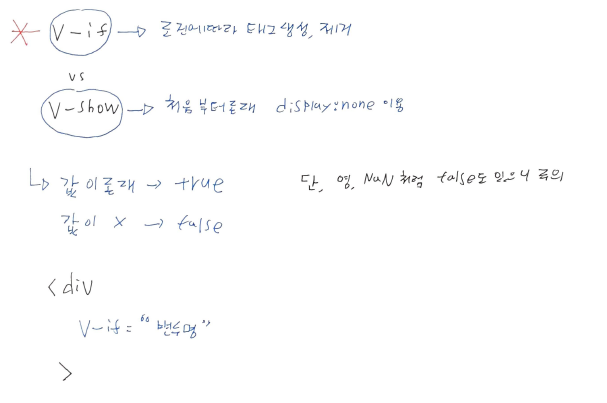 V-if → 조건에따라 태그생성, 제거
vs
V-show → 처음부터존재 display:none 이용
↳ 값이존재 → true
단, 영, NaN 처럼 false도 있으니 주의
값이 X → false
<div
V-if = "변수명"
>